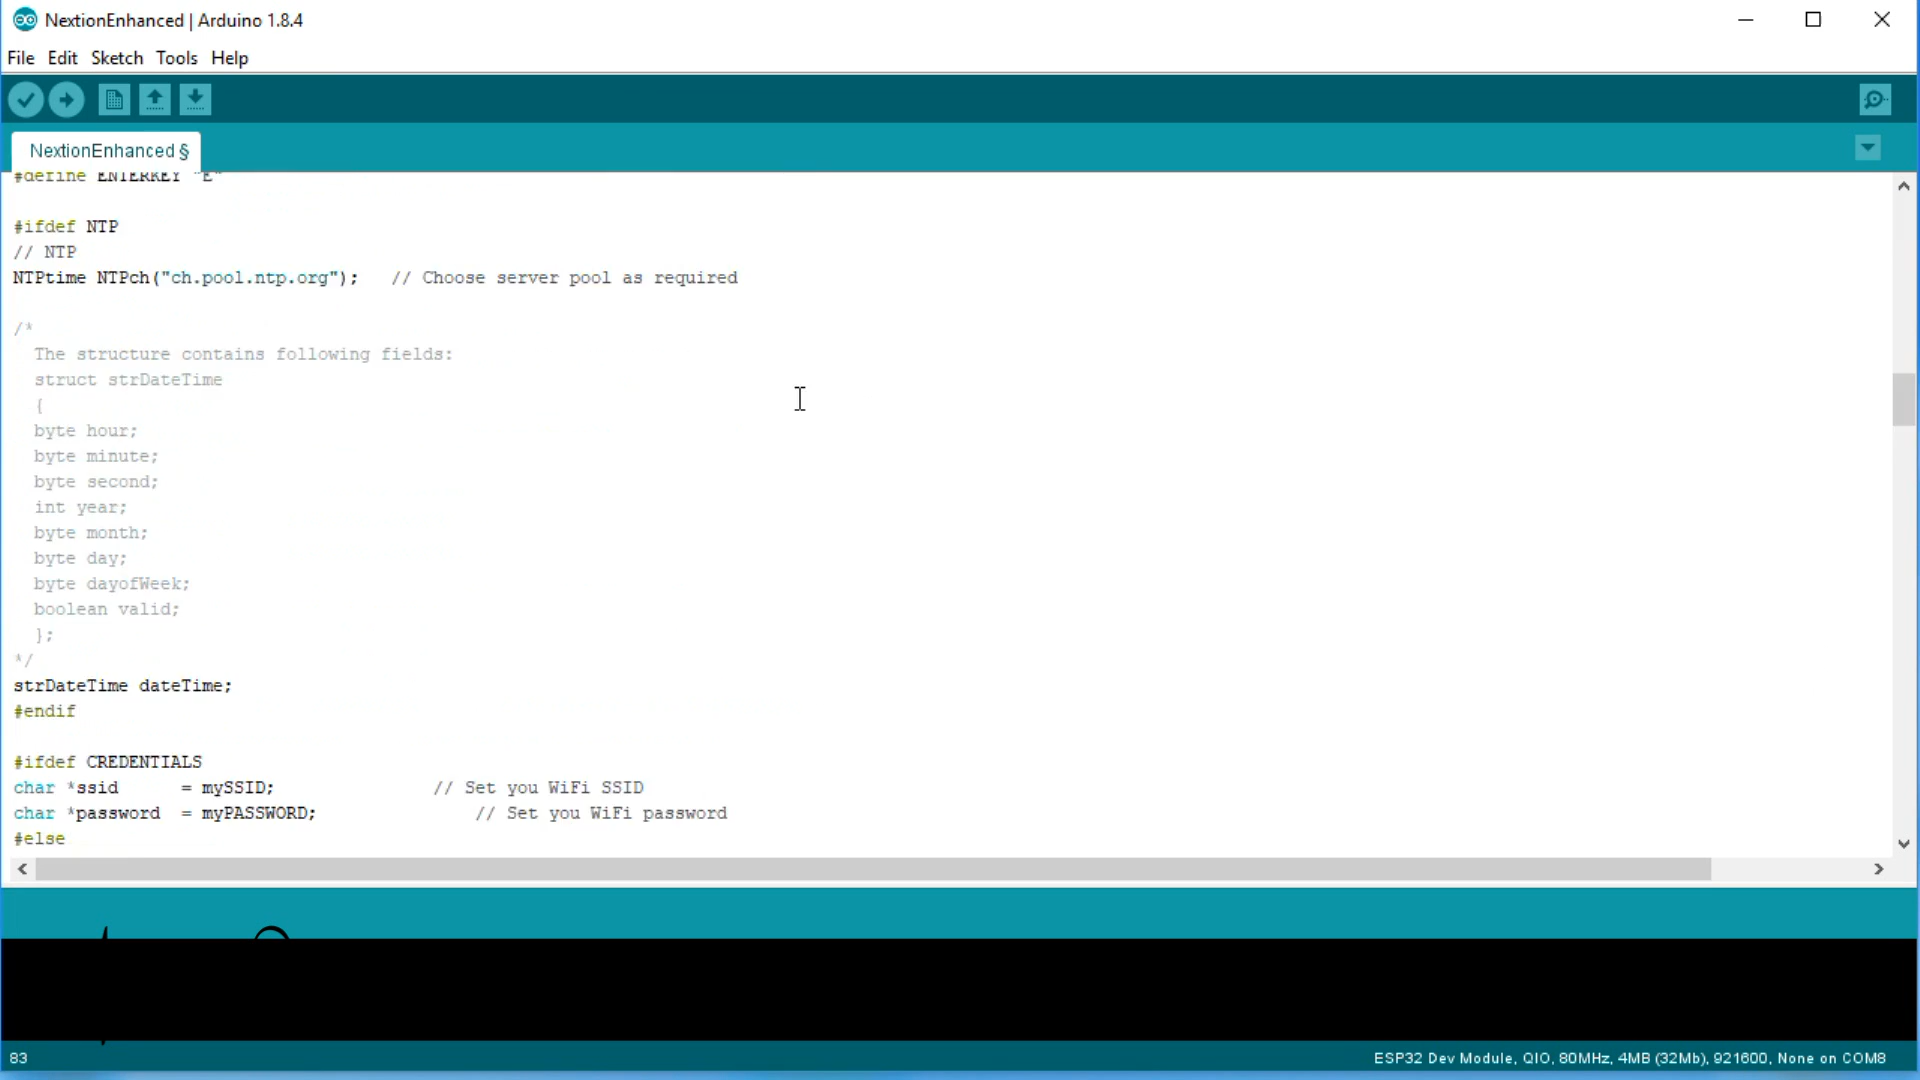 NextionEnhanced | Arduino 1.8.4
File Edit Sketch Tools Help
NextionEnhanced §
#define ENTERKEY "E"
#ifdef NTP
// NTP
NTPtime NTPch("ch.pool.ntp.org");   // Choose server pool as required
/*
The structure contains following fields:
struct strDateTime
{
byte hour;
byte minute;
byte second;
int year;
byte month;
byte day;
byte dayofWeek;
boolean valid;
};
*/
strDateTime dateTime;
#endif
#ifdef CREDENTIALS
char *ssid      = mySSID;               // Set you WiFi SSID
char *password  = myPASSWORD;               // Set you WiFi password
#else
83
ESP32 Dev Module, QIO, 80MHz, 4MB (32Mb), 921600, None on COM8